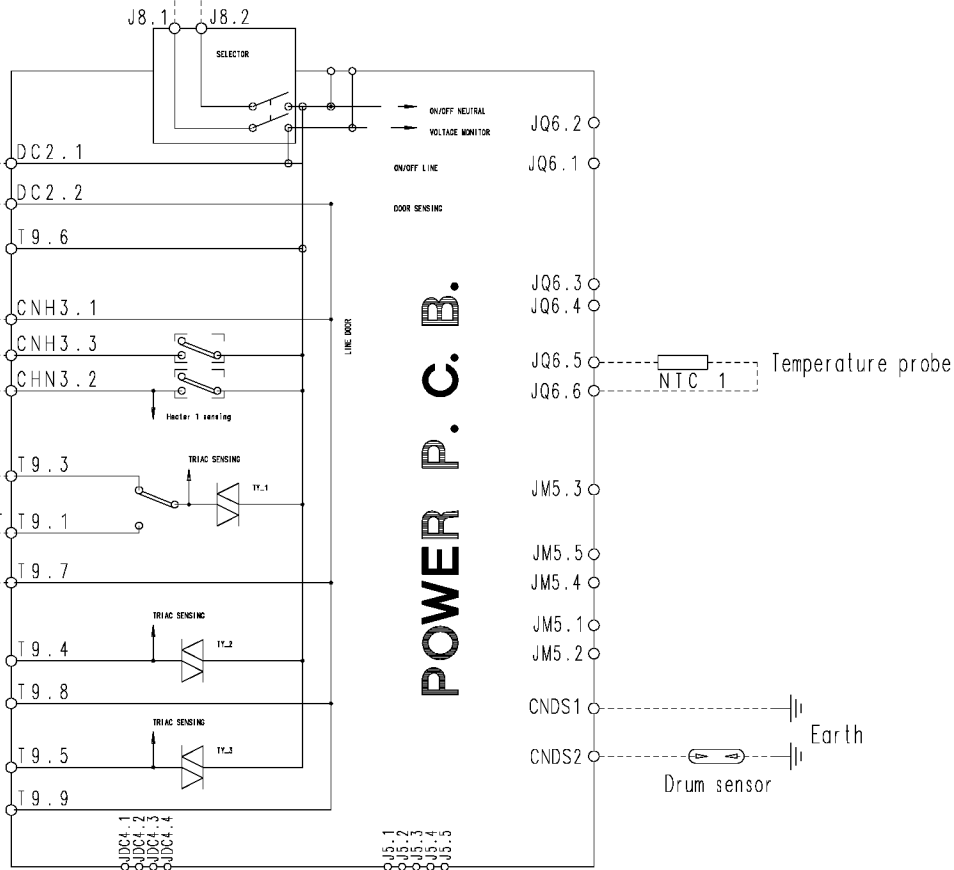 J8.1 J8.2
SELECTOR
ON/OFF NEUTRAL
VOLTAGE MONITOR
JQ6.2
DC2.1
ON/OFF LINE
JQ6.1
DC2.2
DOOR SENSING
T9.6
JQ6.3
CNH3.1
JQ6.4
LINE DOOR
CNH3.3
JQ6.5
NTC 1
Temperature probe
CHN3.2
JQ6.6
Heater 1 sensing
POWER P. C. B.
T9.3
TRIAC SENSING
TY_1
JM5.3
T9.1
JM5.5
T9.7
JM5.4
TRIAC SENSING
JM5.1
T9.4
TY_2
JM5.2
T9.8
CNDS1
TRIAC SENSING
Earth
T9.5
TY_3
CNDS2
Drum sensor
T9.9
JDC4.1
JDC4.2
JDC4.3
JDC4.4
J5.1
J5.2
J5.3
J5.4
J5.5